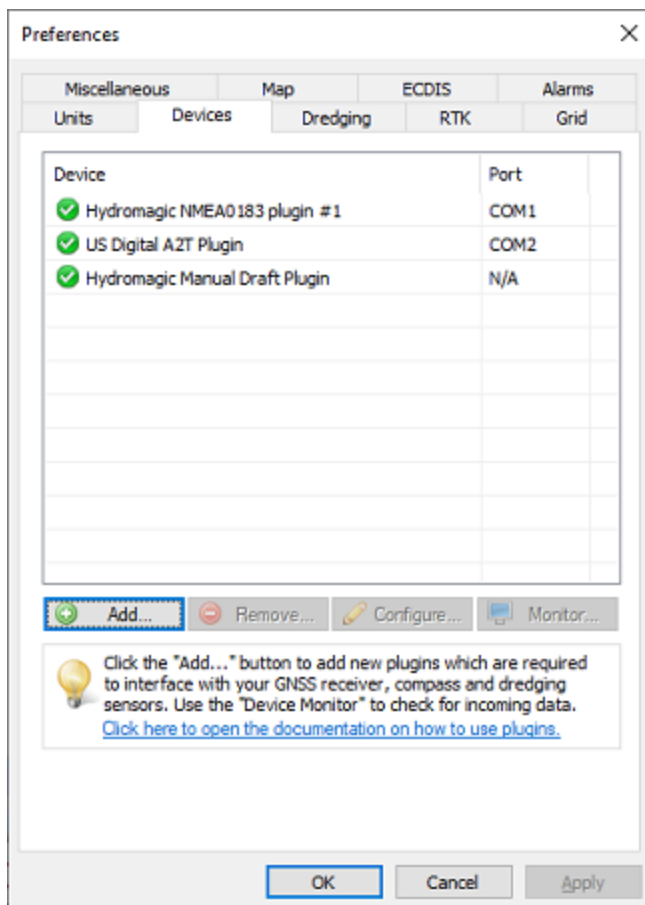 Preferences
Miscellaneous Map ECDIS Alarms
Units Devices Dredging RTK Grid
Device Port
Hydromagic NMEA0183 plugin #1 COM1
US Digital A2T Plugin COM2
Hydromagic Manual Draft Plugin N/A
Add... Remove... Configure... Monitor...
Click the "Add..." button to add new plugins which are required
to interface with your GNSS receiver, compass and dredging
sensors. Use the "Device Monitor" to check for incoming data.
Click here to open the documentation on how to use plugins.
OK Cancel Apply